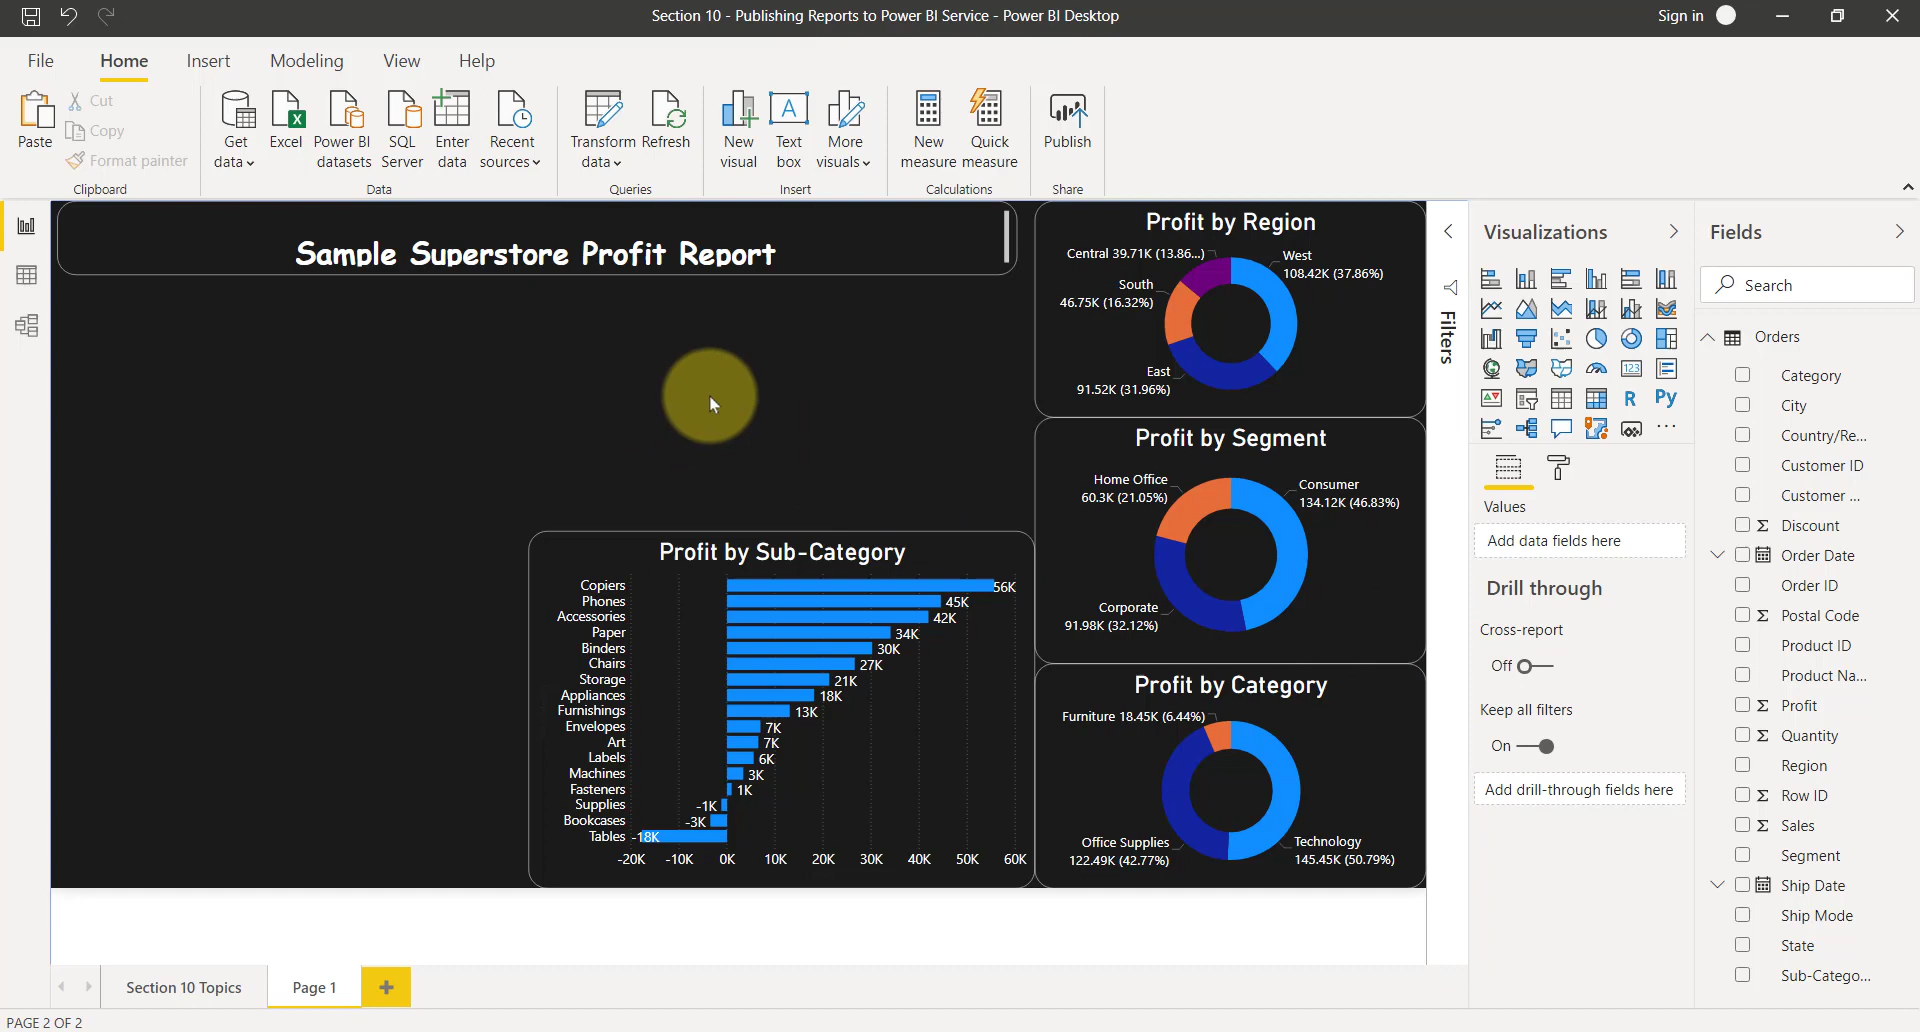 Section 10 - Publishing Reports to Power BI Service - Power BI Desktop
Sign in
File
Home
Insert
Modeling
View
Help
Paste
Cut
Copy
Format painter
Clipboard
Get data
Excel
Power BI datasets
SQL Server
Enter data
Recent sources
Data
Transform data
Refresh
Queries
New visual
Text box
More visuals
Insert
New measure
Quick measure
Calculations
Publish
Share
Sample Superstore Profit Report
Profit by Region
Central 39.71K (13.86...)
West
108.42K (37.86%)
South
46.75K (16.32%)
East
91.52K (31.96%)
Profit by Segment
Home Office
60.3K (21.05%)
Consumer
134.12K (46.83%)
Corporate
91.98K (32.12%)
Profit by Sub-Category
Copiers 56K
Phones 45K
Accessories 42K
Paper 34K
Binders 30K
Chairs 27K
Storage 21K
Appliances 18K
Furnishings 13K
Envelopes 7K
Art 7K
Labels 6K
Machines 3K
Fasteners 1K
Supplies -1K
Bookcases -3K
Tables -18K
-20K -10K 0K 10K 20K 30K 40K 50K 60K
Profit by Category
Furniture 18.45K (6.44%)
Office Supplies
122.49K (42.77%)
Technology
145.45K (50.79%)
Filters
Visualizations
123
R
Py
Values
Add data fields here
Drill through
Cross-report
Off
Keep all filters
On
Add drill-through fields here
Fields
Search
Orders
Category
City
Country/Re...
Customer ID
Customer ...
Discount
Order Date
Order ID
Postal Code
Product ID
Product Na...
Profit
Quantity
Region
Row ID
Sales
Segment
Ship Date
Ship Mode
State
Sub-Catego...
Section 10 Topics
Page 1
PAGE 2 OF 2